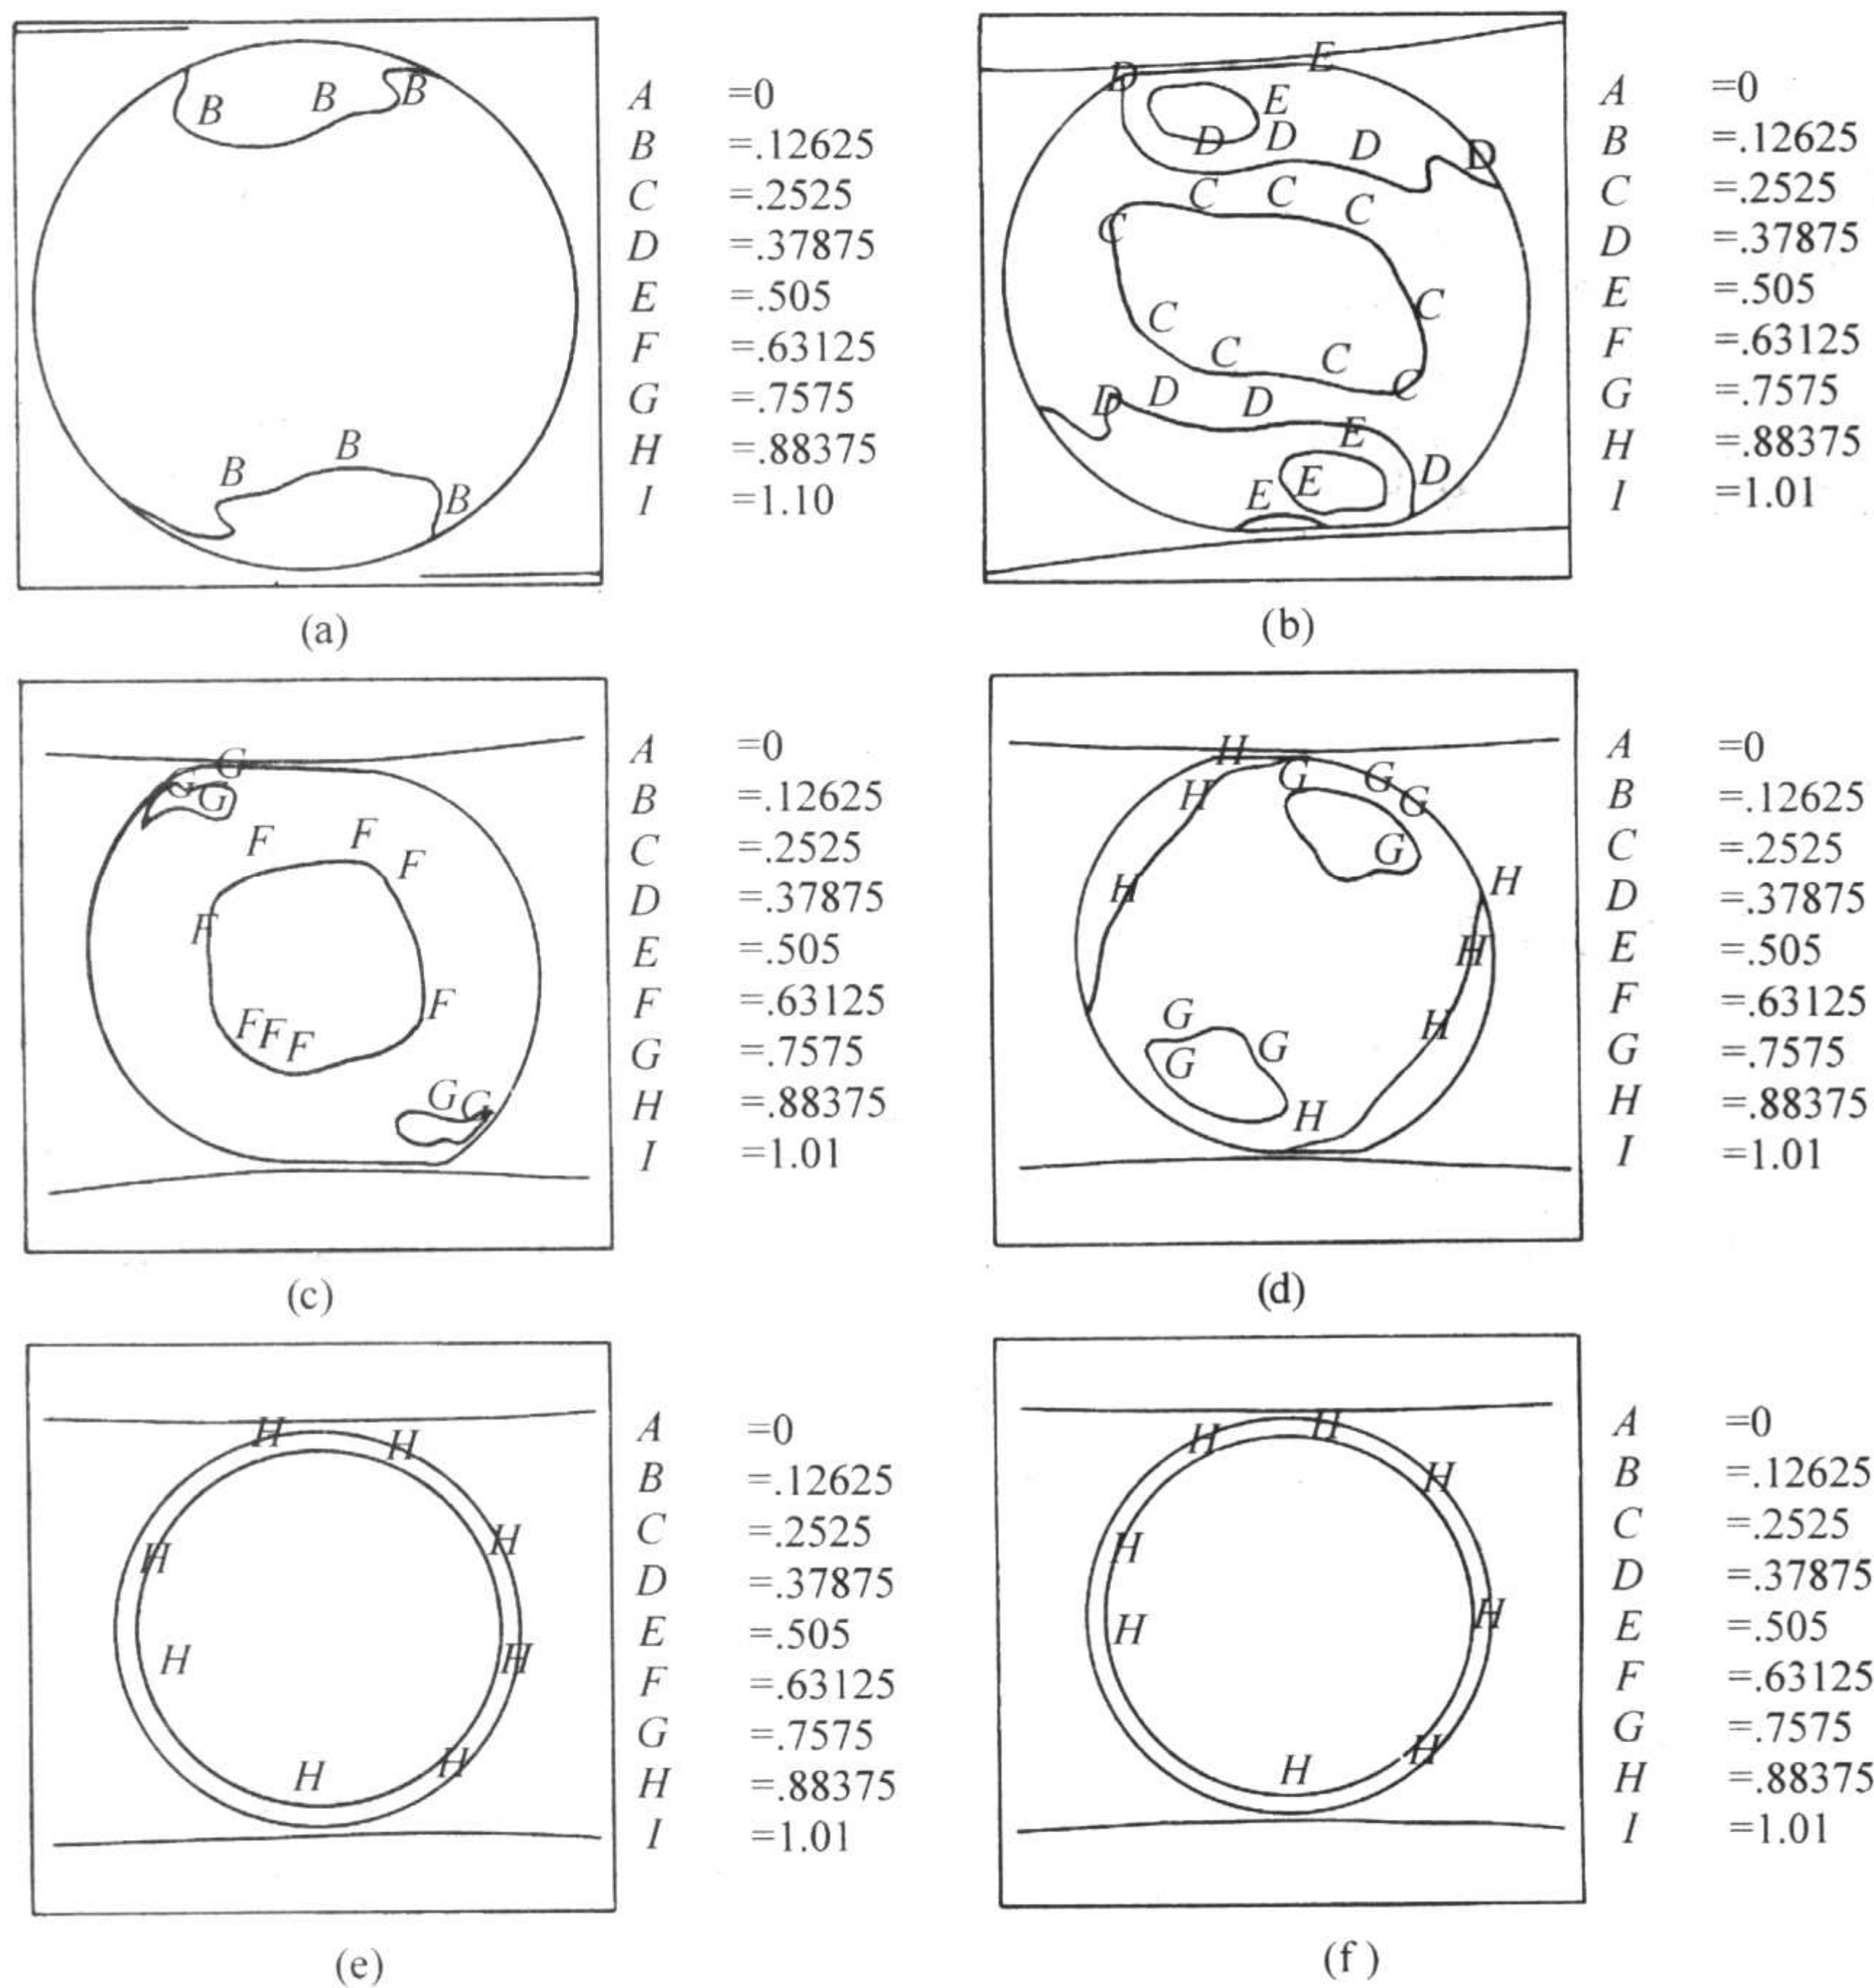 B B B
B B B
A =0
B =.12625
C =.2525
D =.37875
E =.505
F =.63125
G =.7575
H =.88375
I =1.10
(a)
E
D
E
D D D D
C C C
C
C
C
C C C
D D D
E
D
E E
A =0
B =.12625
C =.2525
D =.37875
E =.505
F =.63125
G =.7575
H =.88375
I =1.01
(b)
G
G G
F F F
F
F
F F F
G G
A =0
B =.12625
C =.2525
D =.37875
E =.505
F =.63125
G =.7575
H =.88375
I =1.01
(c)
H
G G G
H
G
H H
H
H
G G
G
H
A =0
B =.12625
C =.2525
D =.37875
E =.505
F =.63125
G =.7575
H =.88375
I =1.01
(d)
H H
H H
H H
H H
A =0
B =.12625
C =.2525
D =.37875
E =.505
F =.63125
G =.7575
H =.88375
I =1.01
(e)
H H
H
H
H H
H H
A =0
B =.12625
C =.2525
D =.37875
E =.505
F =.63125
G =.7575
H =.88375
I =1.01
(f)